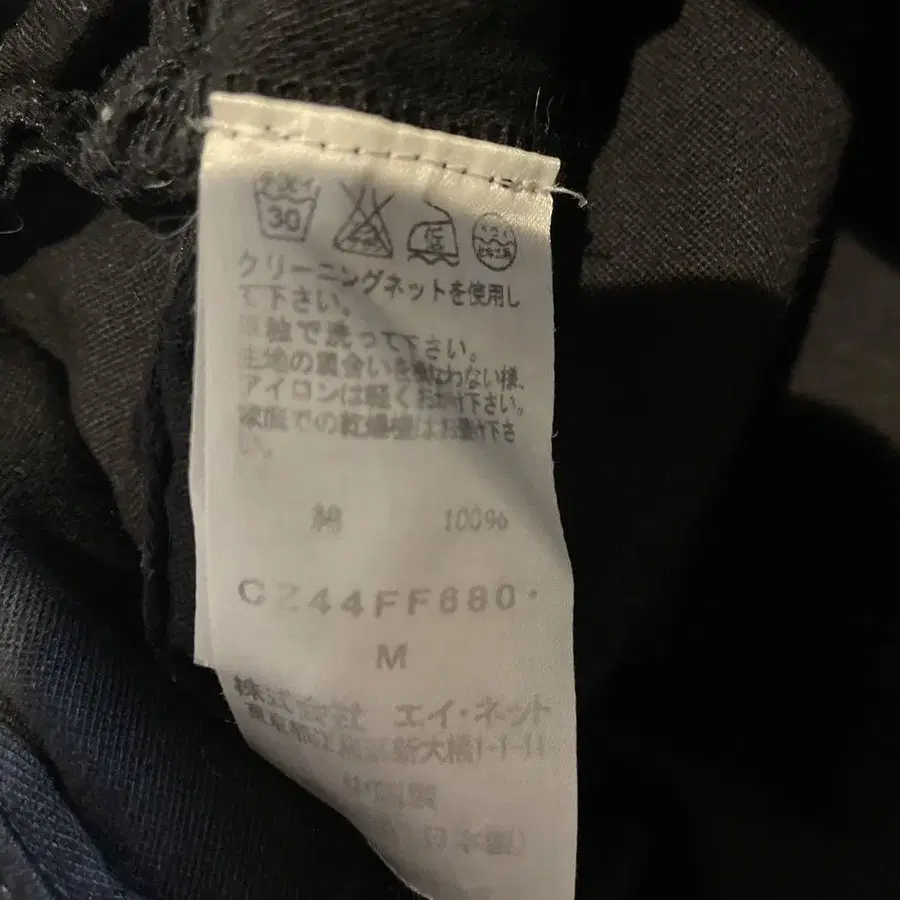 30
クリーニングネットを使用し
て下さい。
単独で洗って下さい。
生地の風合いを損わない様、
アイロンは軽くおかけ下さい。
家庭での乾燥機はお避け下さ
い。
綿 100%
CZ44FF680・
M
株式会社 エイ・ネット
東京都江東区新大橋1-1-11
(日本製)